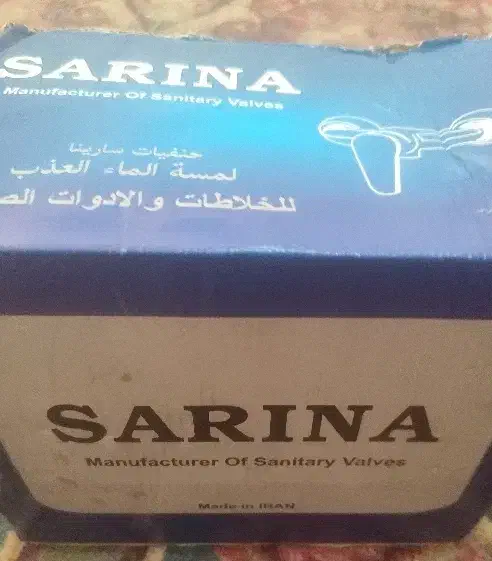 SARINA
Manufacturer Of Sanitary Valves
حنفيات سارينا
لمسة الماء العذب
للخلاطات والادوات
SARINA
Manufacturer Of Sanitary Valves
Made in IRAN